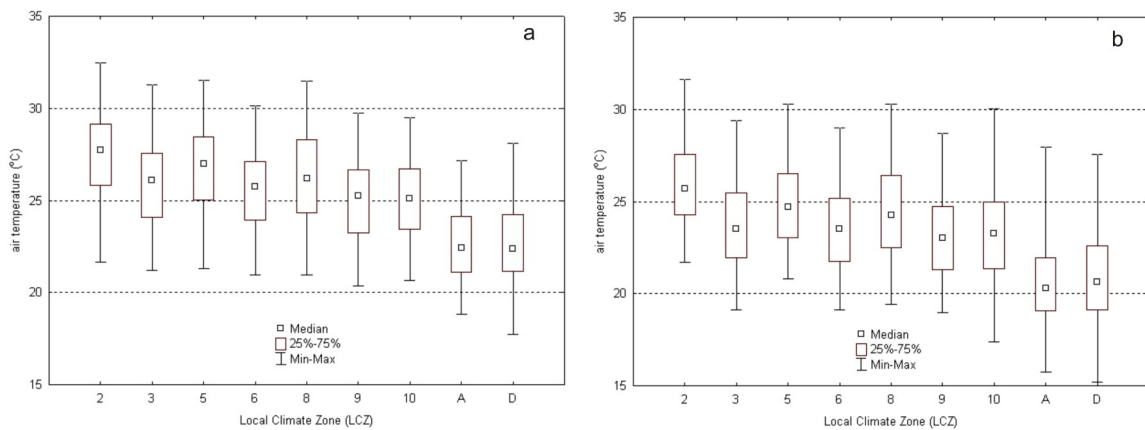 a
35
30
25
20
15
air temperature (°C)
Median
25%-75%
Min-Max
2 3 5 6 8 9 10 A D
Local Climate Zone (LCZ)
b
35
30
25
20
15
air temperature (°C)
Median
25%-75%
Min-Max
2 3 5 6 8 9 10 A D
Local Climate Zone (LCZ)